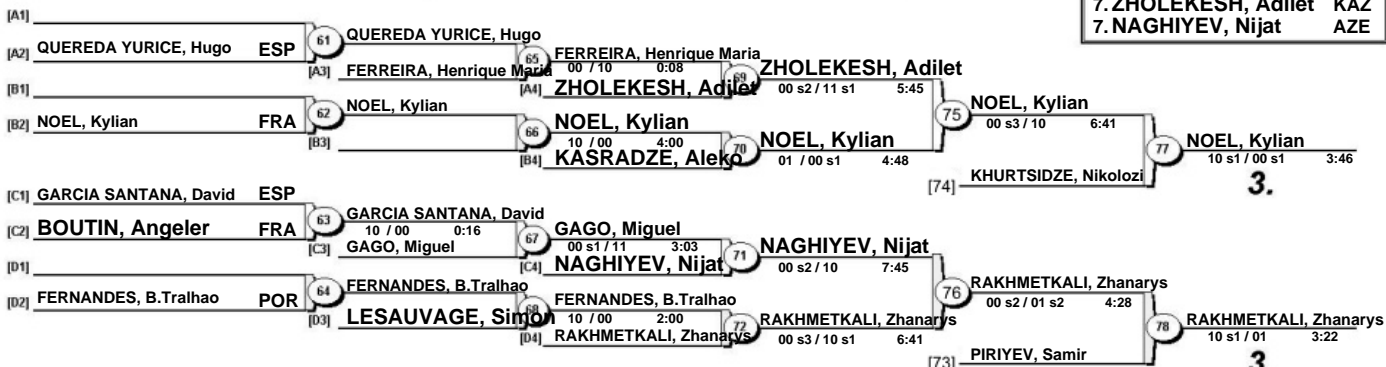 7. ZHOLEKESH, Adilet KAZ
7. NAGHIYEV, Nijat AZE
[A1]
[A2] QUEREDA YURICE, Hugo ESP
61
QUEREDA YURICE, Hugo
[A3] FERREIRA, Henrique Maria
65
FERREIRA, Henrique Maria
00 / 10 0:08
[A4] ZHOLEKESH, Adilet
69
ZHOLEKESH, Adilet
00 s2 / 11 s1 5:45
[B1]
[B2] NOEL, Kylian FRA
62
NOEL, Kylian
[B3]
66
NOEL, Kylian
10 / 00 4:00
[B4] KASRADZE, Aleko
70
NOEL, Kylian
01 / 00 s1 4:48
75
NOEL, Kylian
00 s3 / 10 6:41
[74] KHURTSIDZE, Nikolozi
77
NOEL, Kylian
10 s1 / 00 s1 3:46
3.
[C1] GARCIA SANTANA, David ESP
[C2] BOUTIN, Angeler FRA
63
GARCIA SANTANA, David
10 / 00 0:16
[C3] GAGO, Miguel
67
GAGO, Miguel
00 s1 / 11 3:03
[C4] NAGHIYEV, Nijat
71
NAGHIYEV, Nijat
00 s2 / 10 7:45
[D1]
[D2] FERNANDES, B.Tralhao POR
64
FERNANDES, B.Tralhao
[D3] LESAUVAGE, Simon
68
FERNANDES, B.Tralhao
10 / 00 2:00
[D4] RAKHMETKALI, Zhanarys
72
RAKHMETKALI, Zhanarys
00 s3 / 10 s1 6:41
76
RAKHMETKALI, Zhanarys
00 s2 / 01 s2 4:28
[73] PIRIYEV, Samir
78
RAKHMETKALI, Zhanarys
10 s1 / 01 3:22
3